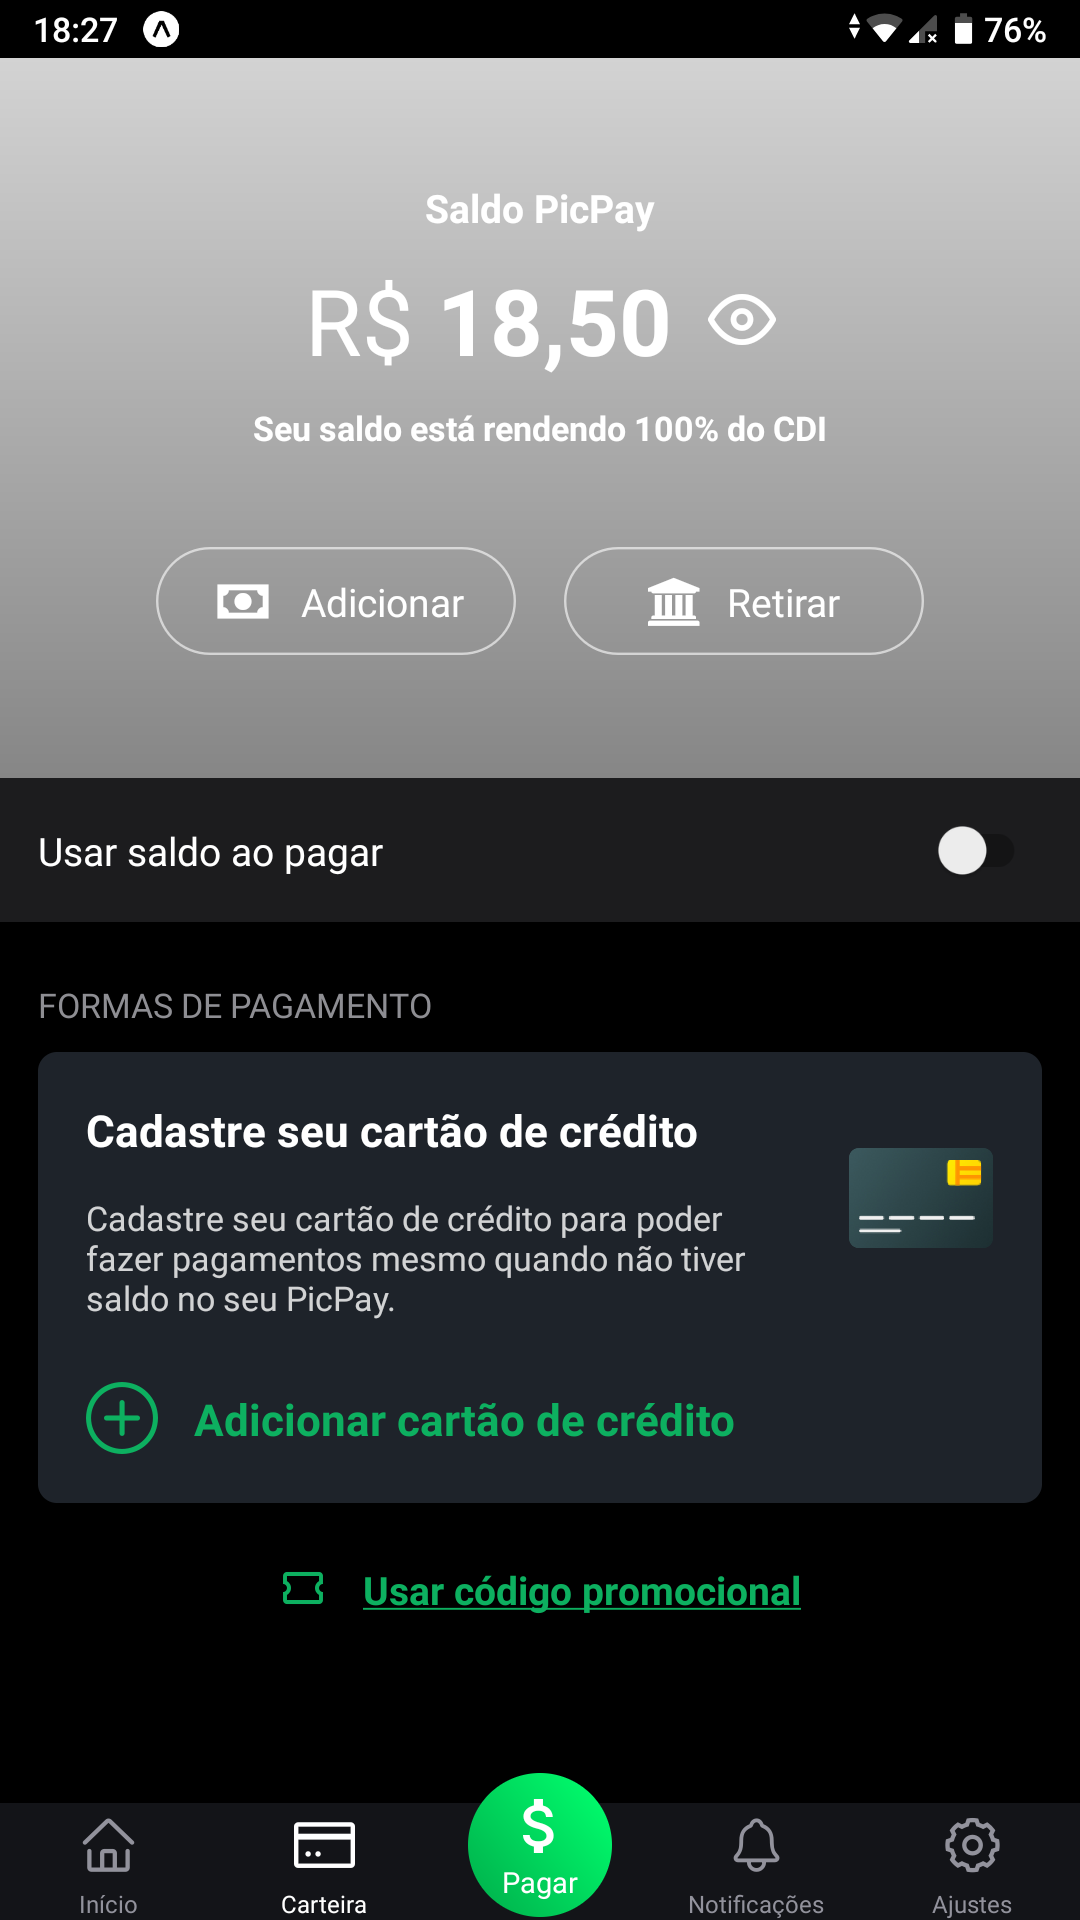 18:27
76%
Saldo PicPay
R$ 18,50
Seu saldo está rendendo 100% do CDI
Adicionar
Retirar
Usar saldo ao pagar
FORMAS DE PAGAMENTO
Cadastre seu cartão de crédito
Cadastre seu cartão de crédito para poder
fazer pagamentos mesmo quando não tiver
saldo no seu PicPay.
Adicionar cartão de crédito
Usar código promocional
$
Início
Carteira
Pagar
Notificações
Ajustes